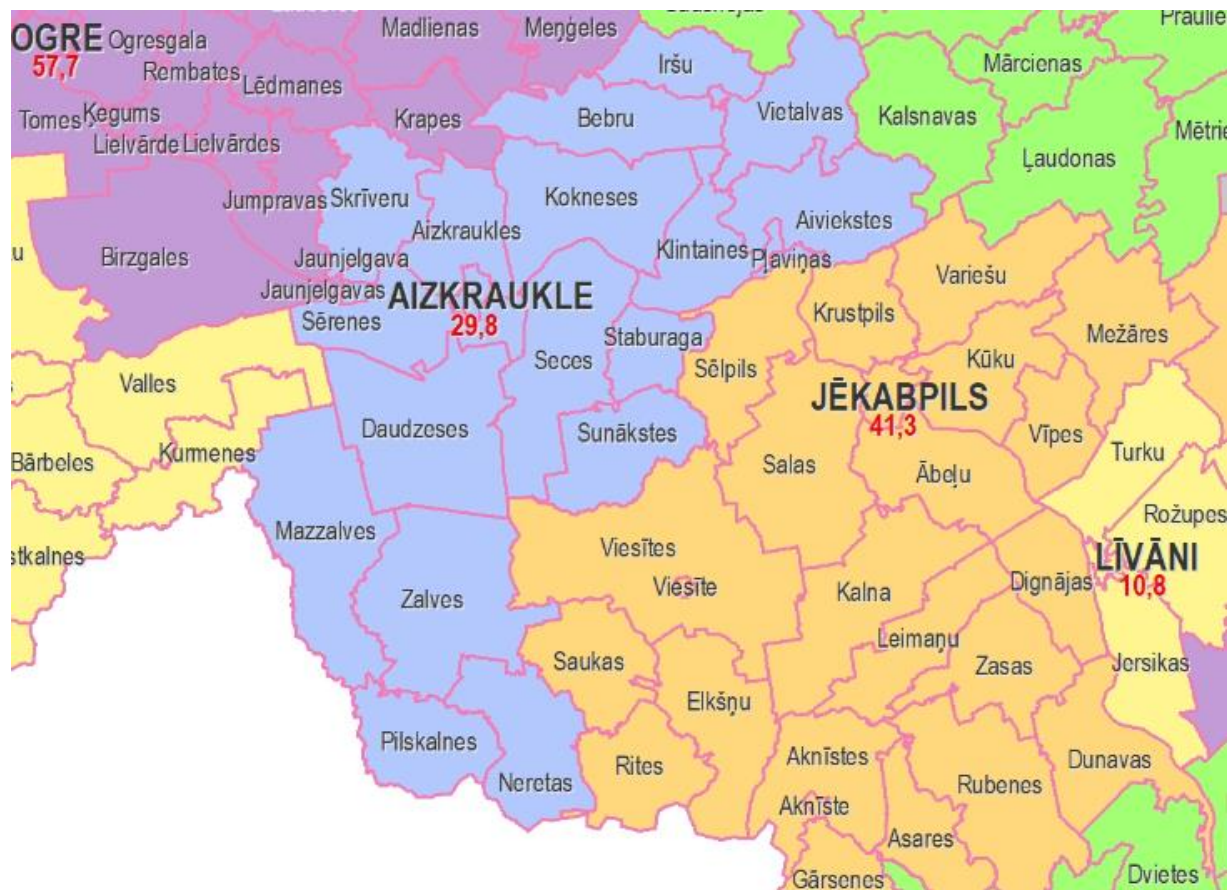 OGRE
57,7
Ogresgala
Madlienas
Meņģeles
Rembates
Lēdmanes
Iršu
Mārcienas
Tomes
Ķegums
Krapes
Bebru
Vietalvas
Kalsnavas
Lielvārde
Lielvārdes
Ļaudonas
Jumpravas
Skrīveru
Kokneses
Aizkraukles
Aiviekstes
Birzgales
Jaunjelgava
Klintaines
Pļaviņas
Variešu
Jaunjelgavas
AIZKRAUKLE
29,8
Sērenes
Krustpils
Mežāres
Staburaga
Valles
Seces
Sēlpils
Kūku
JĒKABPILS
41,3
Daudzeses
Sunākstes
Vīpes
Turku
Bārbeles
Kurmenes
Salas
Ābeļu
Rožupes
Mazzalves
Viesītes
LĪVĀNI
10,8
Viesīte
Kalna
Dignājas
Zalves
Leimaņu
Saukas
Zasas
Jersikas
Elkšņu
Pilskalnes
Neretas
Rites
Aknīstes
Dunavas
Rubenes
Aknīste
Asares
Gārsenes
Dvietes